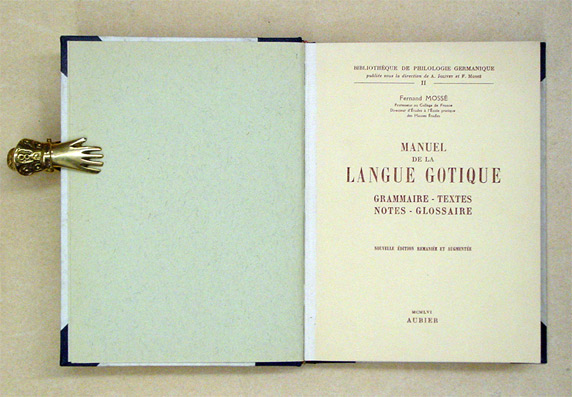 BIBLIOTHÈQUE DE PHILOLOGIE GERMANIQUE
publiée sous la direction de A. Jolivet et F. Mossé
II
Fernand MOSSÉ
Professeur au Collège de France
Directeur d'Études à l'École pratique
des Hautes Études
MANUEL
DE LA
LANGUE GOTIQUE
GRAMMAIRE - TEXTES
NOTES - GLOSSAIRE
NOUVELLE ÉDITION REMANIÉE ET AUGMENTÉE
MCMLVI
AUBIER